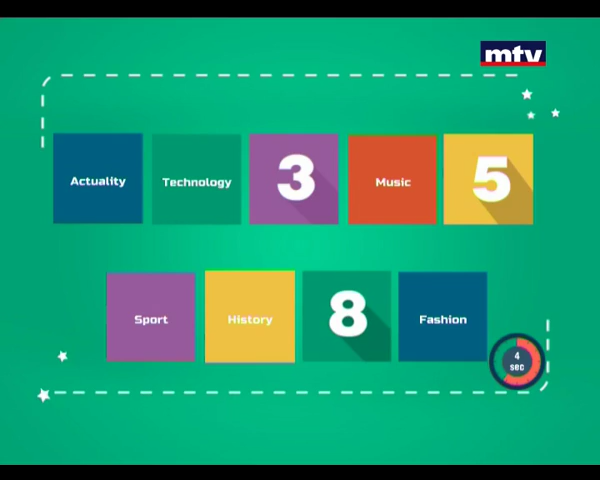 mtv
Actuality
Technology
3
Music
5
Sport
History
8
Fashion
4
sec